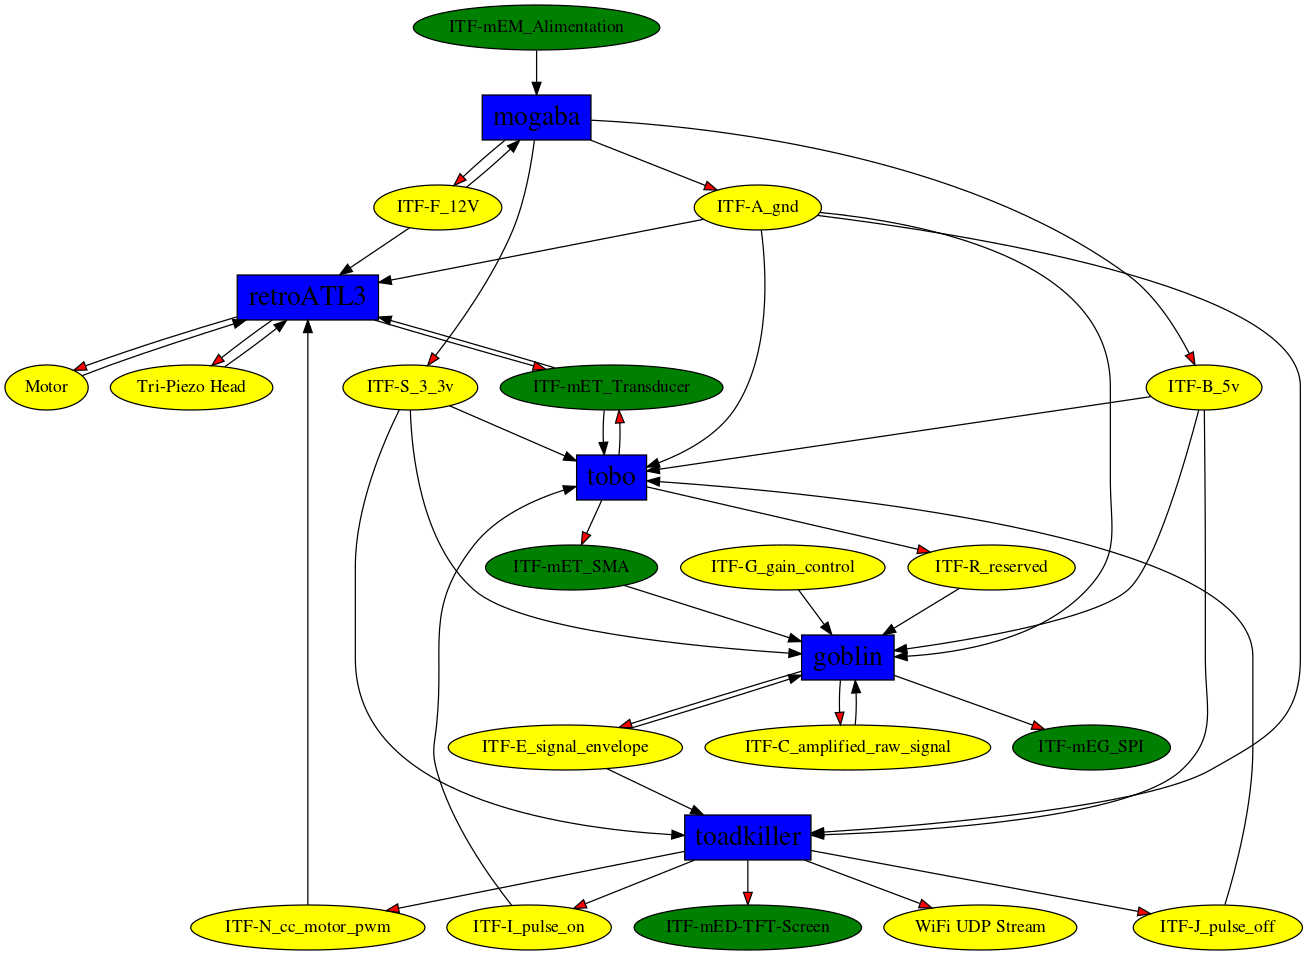 ITF-mEM_Alimentation
mogaba
ITF-F_12V
ITF-A_gnd
retroATL3
Motor
Tri-Piezo Head
ITF-S_3_3v
ITF-mET_Transducer
ITF-B_5v
tobo
ITF-mET_SMA
ITF-G_gain_control
ITF-R_reserved
goblin
ITF-E_signal_envelope
ITF-C_amplified_raw_signal
ITF-mEG_SPI
toadkiller
ITF-N_cc_motor_pwm
ITF-I_pulse_on
ITF-mED-TFT-Screen
WiFi UDP Stream
ITF-J_pulse_off